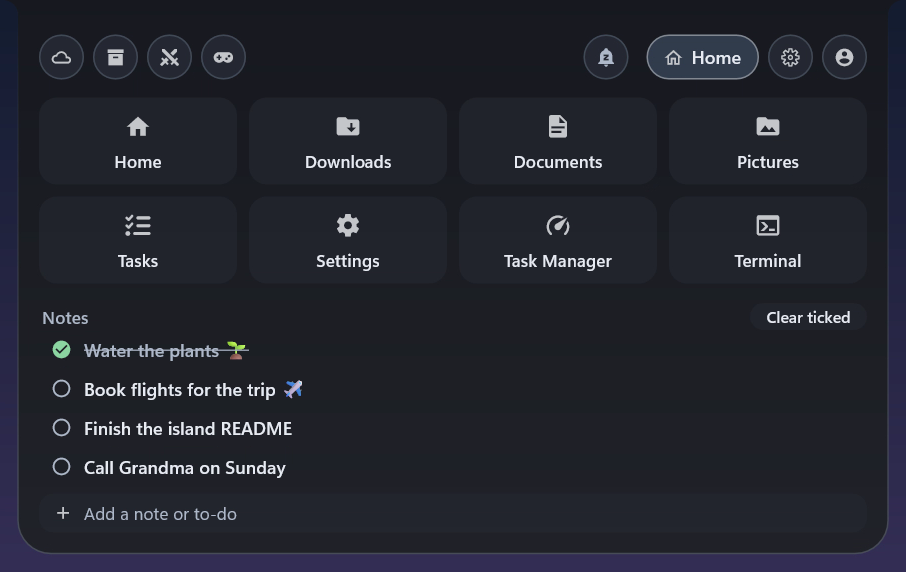 Home
Home
Downloads
Documents
Pictures
Tasks
Settings
Task Manager
Terminal
Notes
Clear ticked
Water the plants 🌱
Book flights for the trip ✈️
Finish the island README
Call Grandma on Sunday
+ Add a note or to-do